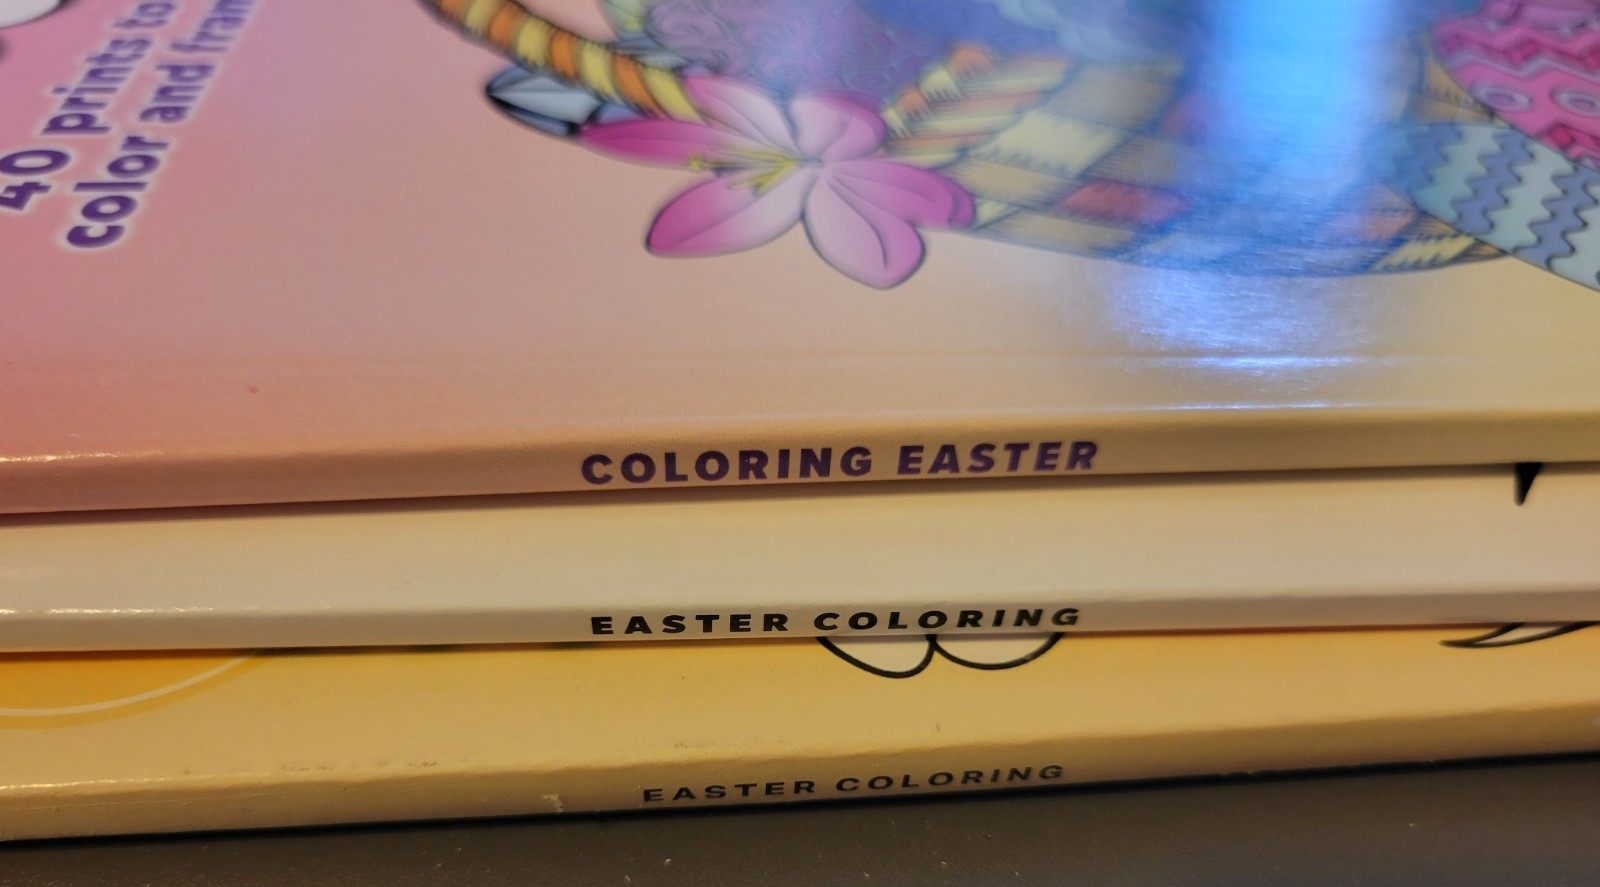 40 prints to
color and fram
COLORING EASTER
EASTER COLORING
EASTER COLORING